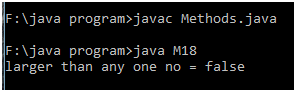 F:\java program>javac Methods.java
F:\java program>java M18
larger than any one no = false